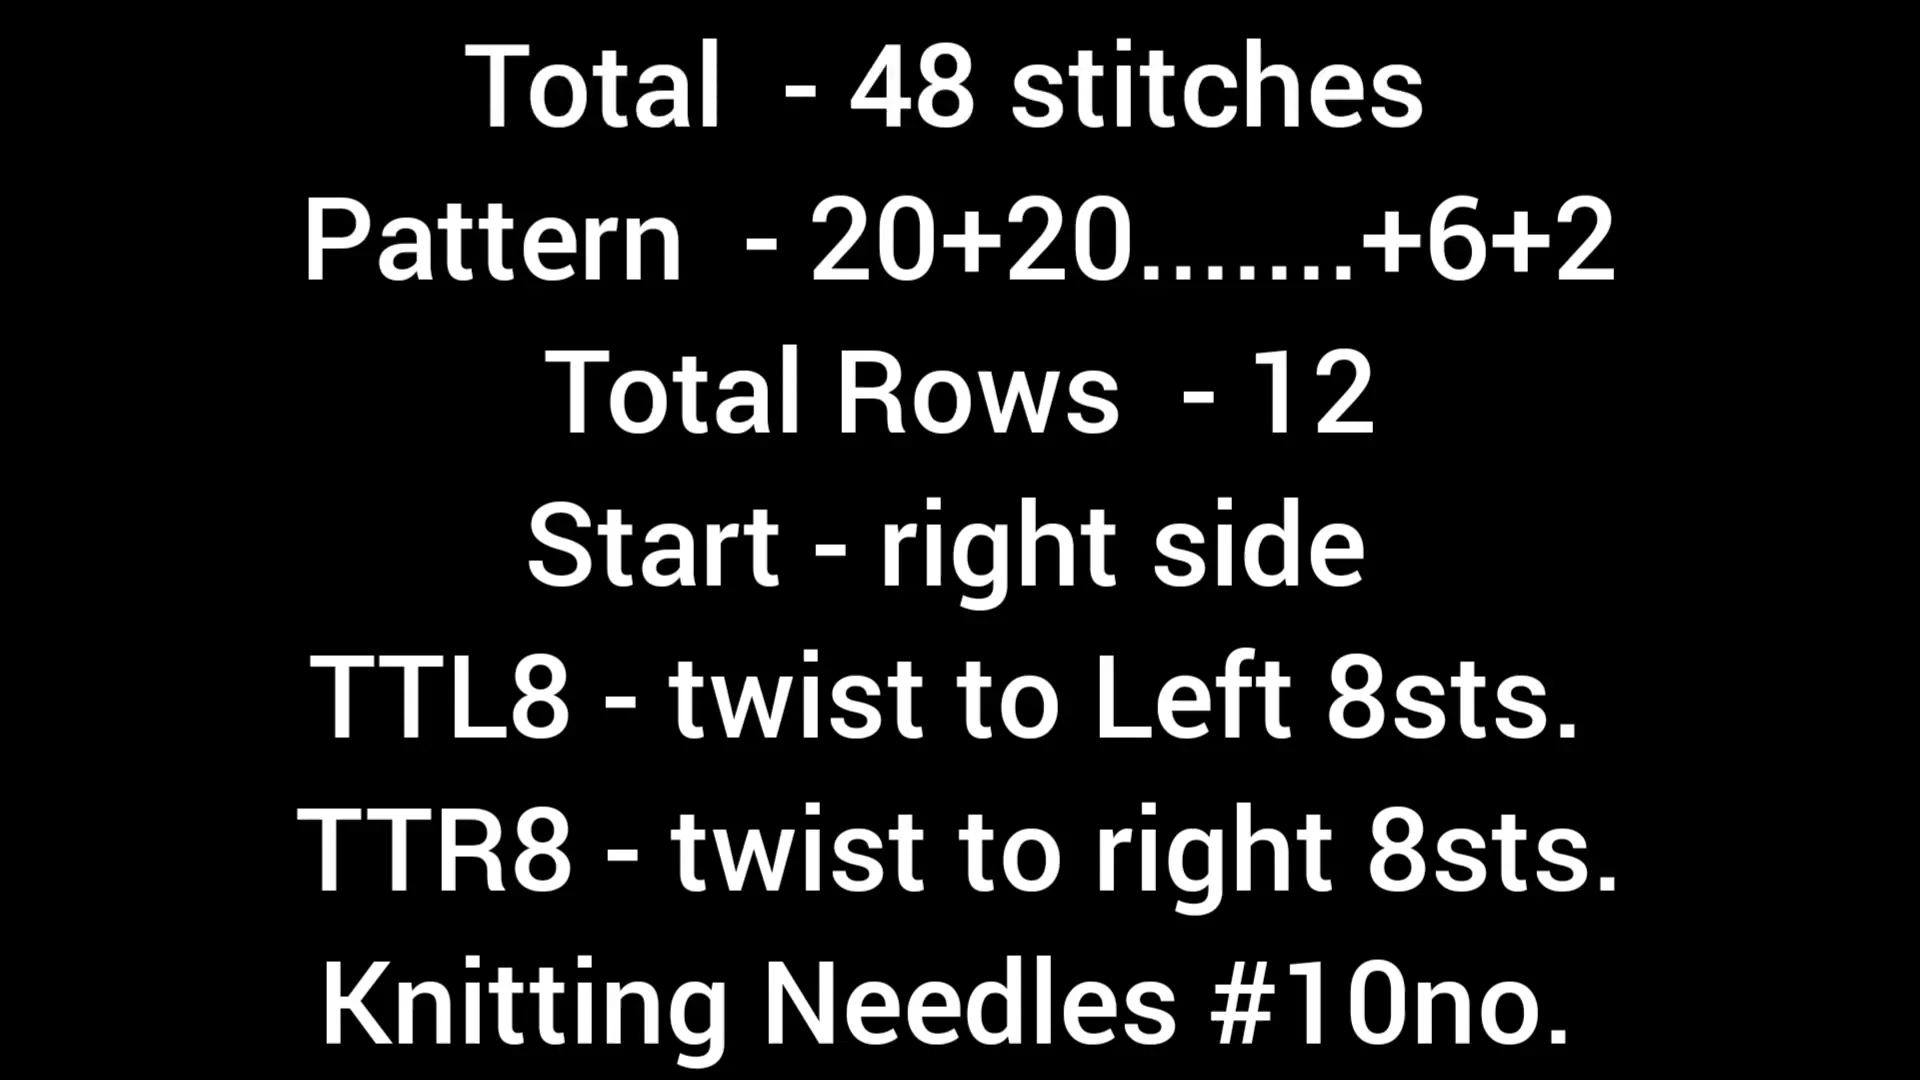 Total - 48 stitches
Pattern - 20+20.......+6+2
Total Rows - 12
Start - right side
TTL8 - twist to Left 8sts.
TTR8 - twist to right 8sts.
Knitting Needles #10no.